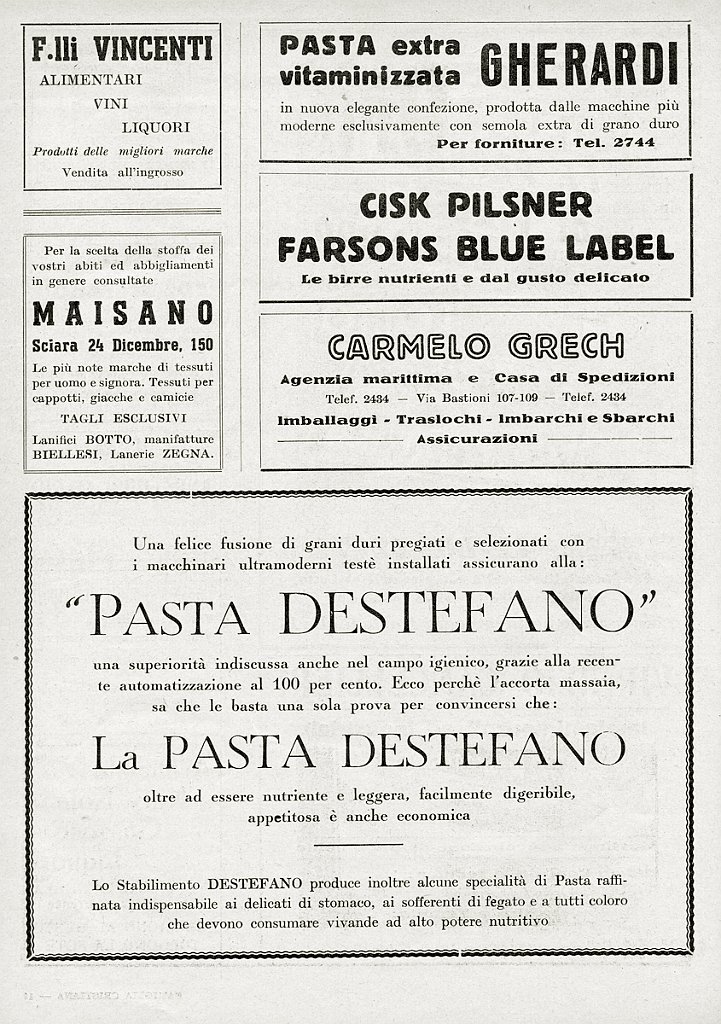 F.lli VINCENTI
ALIMENTARI
VINI
LIQUORI
Prodotti delle migliori marche
Vendita all'ingrosso
Per la scelta della stoffa dei
vostri abiti ed abbigliamenti
in genere consultate
MAISANO
Sciara 24 Dicembre, 150
Le più note marche di tessuti
per uomo e signora. Tessuti per
cappotti, giacche e camicie
TAGLI ESCLUSIVI
Lanifici BOTTO, manifatture
BIELLESI, Lanerie ZEGNA.
PASTA extra
vitaminizzata GHERARDI
in nuova elegante confezione, prodotta dalle macchine più
moderne esclusivamente con semola extra di grano duro
Per forniture: Tel. 2744
CISK PILSNER
FARSONS BLUE LABEL
Le birre nutrienti e dal gusto delicato
CARMELO GRECH
Agenzia marittima e Casa di Spedizioni
Telef. 2434 — Via Bastioni 107-109 — Telef. 2434
Imballaggi - Traslochi - Imbarchi e Sbarchi
Assicurazioni
Una felice fusione di grani duri pregiati e selezionati con
i macchinari ultramoderni testè installati assicurano alla:
"PASTA DESTEFANO"
una superiorità indiscussa anche nel campo igienico, grazie alla recen-
te automatizzazione al 100 per cento. Ecco perchè l'accorta massaia,
sa che le basta una sola prova per convincersi che:
La PASTA DESTEFANO
oltre ad essere nutriente e leggera, facilmente digeribile,
appetitosa è anche economica
Lo Stabilimento DESTEFANO produce inoltre alcune specialità di Pasta raffi-
nata indispensabile ai delicati di stomaco, ai sofferenti di fegato e a tutti coloro
che devono consumare vivande ad alto potere nutritivo